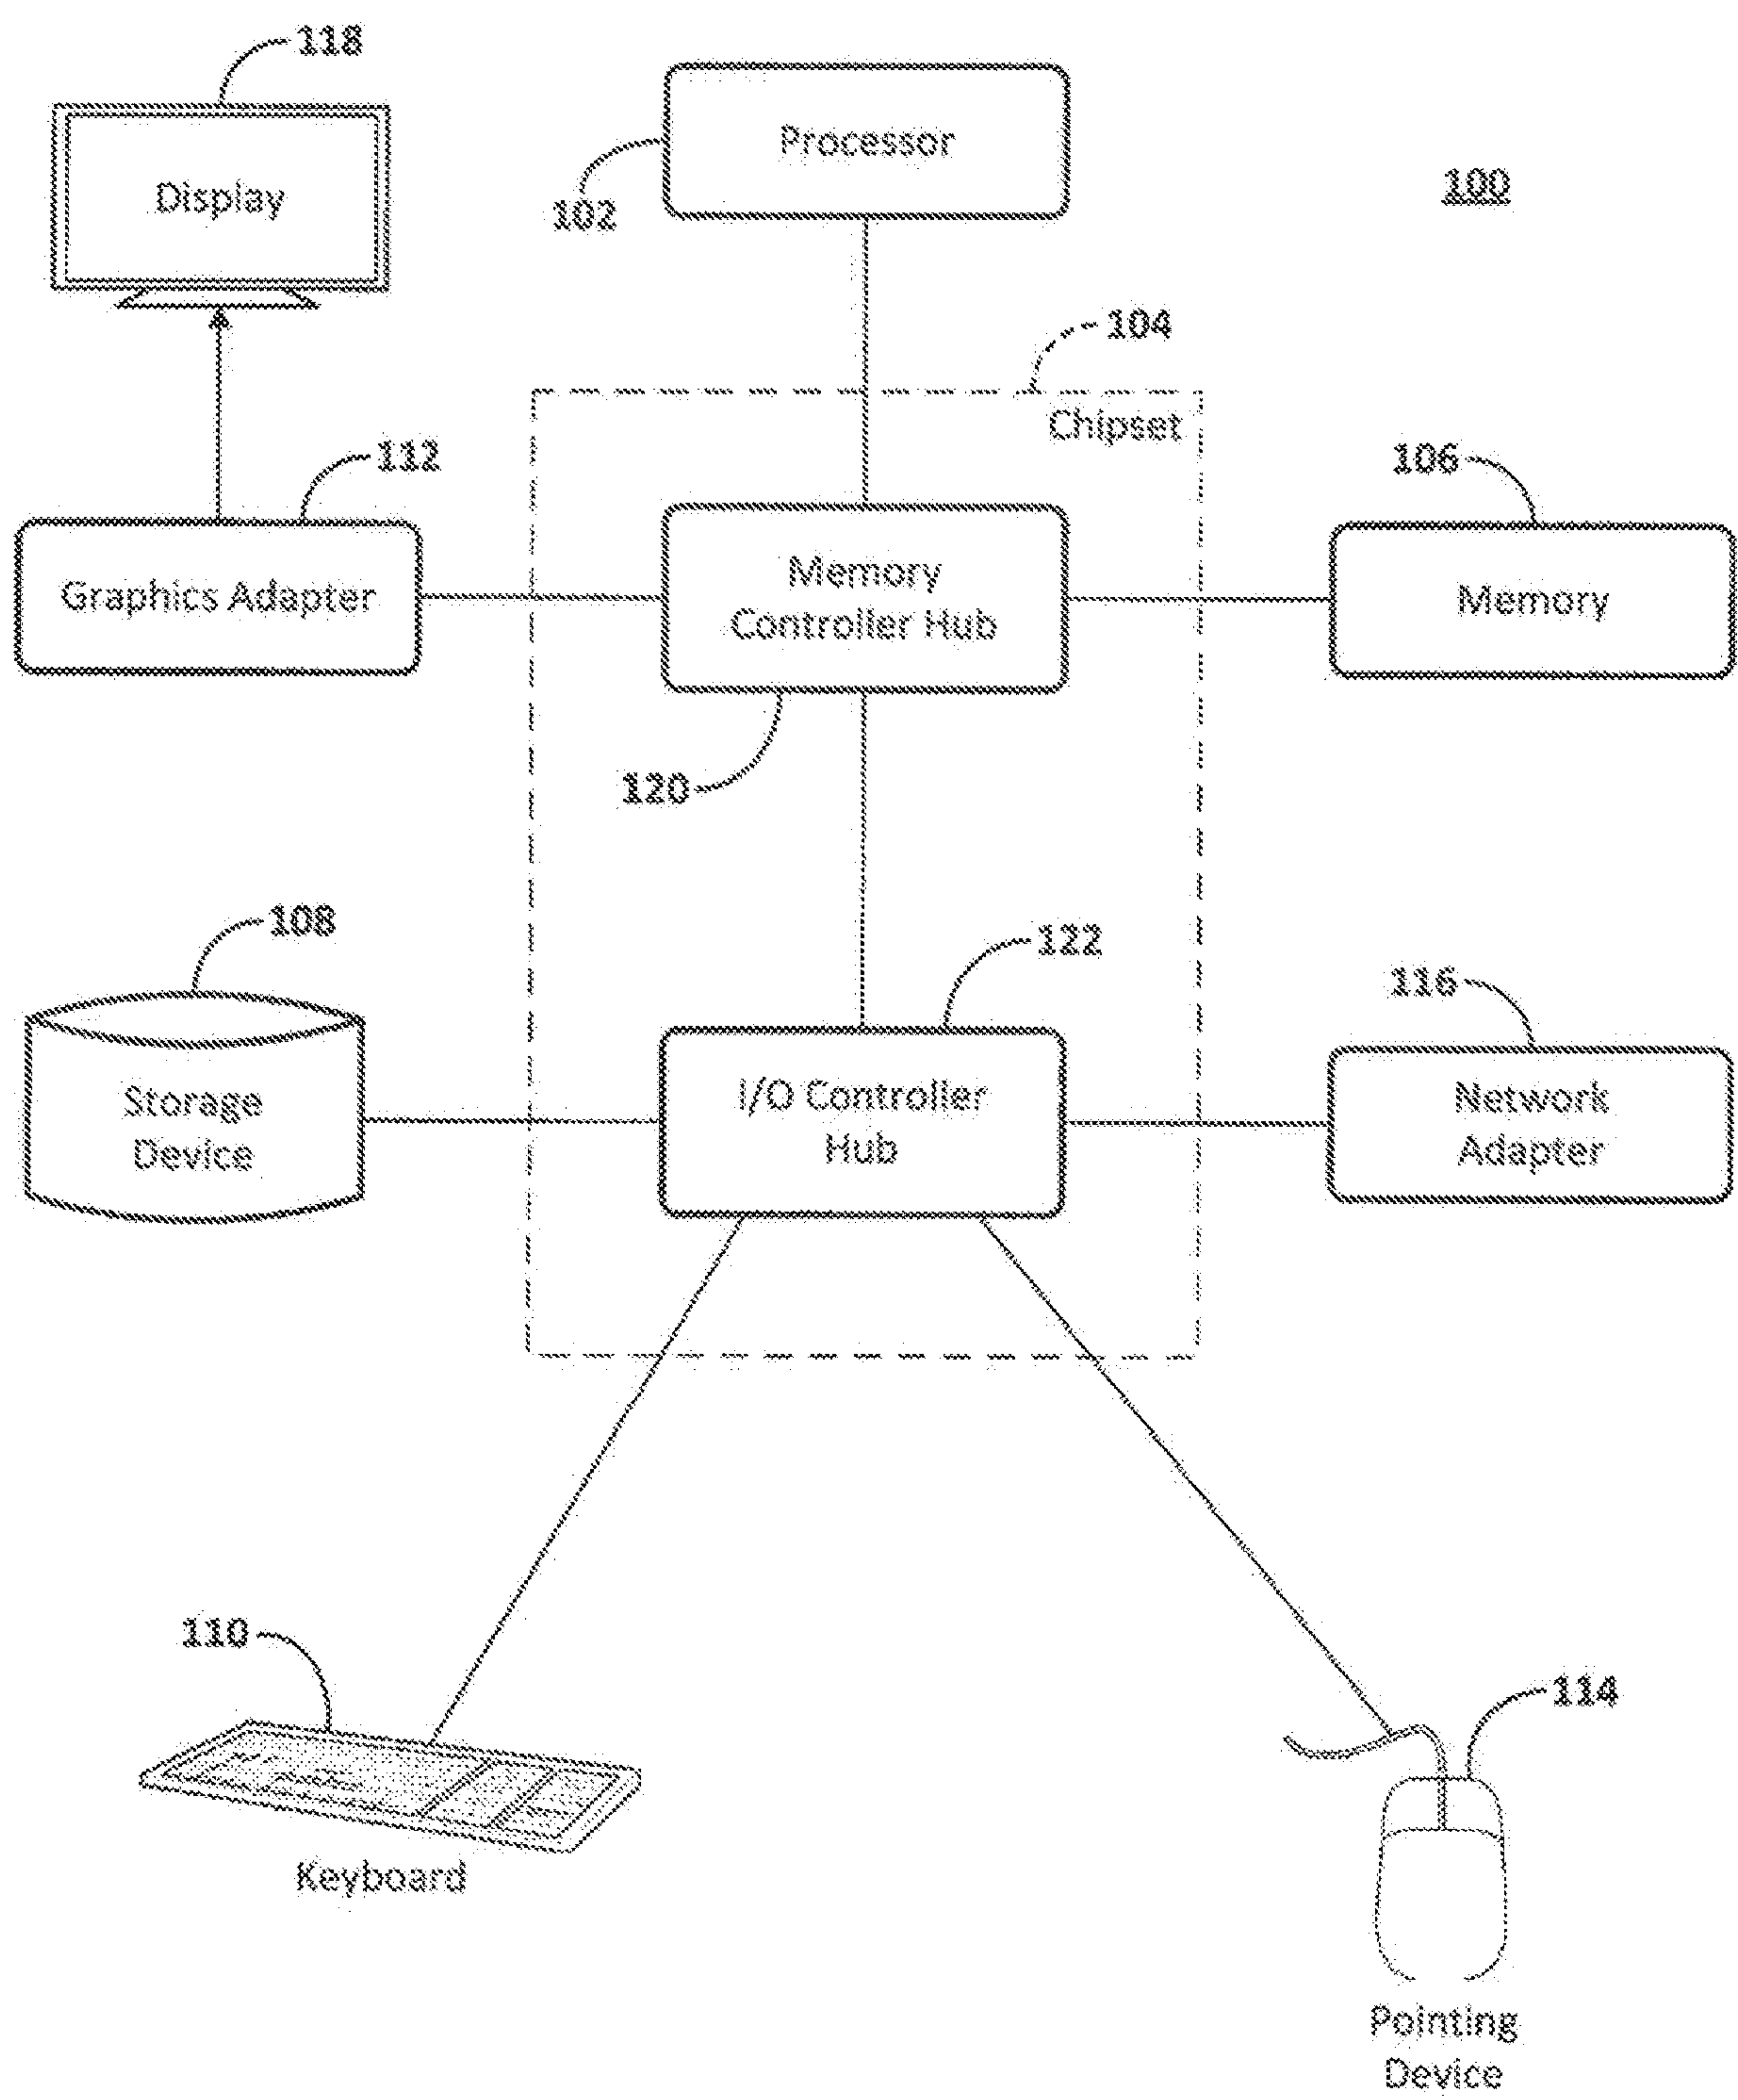 118
Processor
Display
100
102
104
Chipset
112
106
Graphics Adapter
Memory
Controller Hub
Memory
120
108
122
116
Storage
Device
I/O Controller
Hub
Network
Adapter
110
114
Keyboard
Pointing
Device